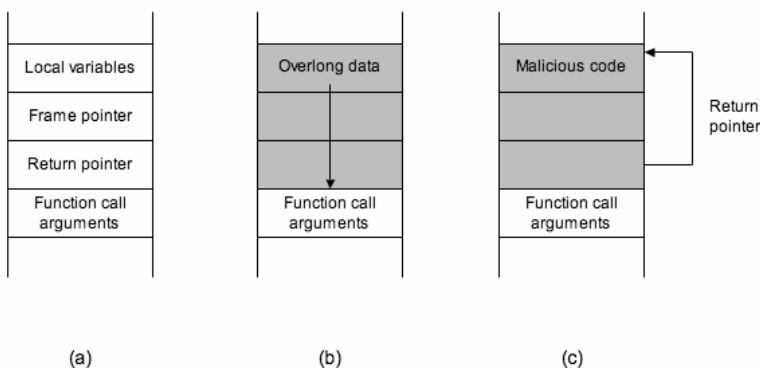 Local variables
Frame pointer
Return pointer
Function call
arguments
(a)
Overlong data
Function call
arguments
(b)
Malicious code
Function call
arguments
Return
pointer
(c)